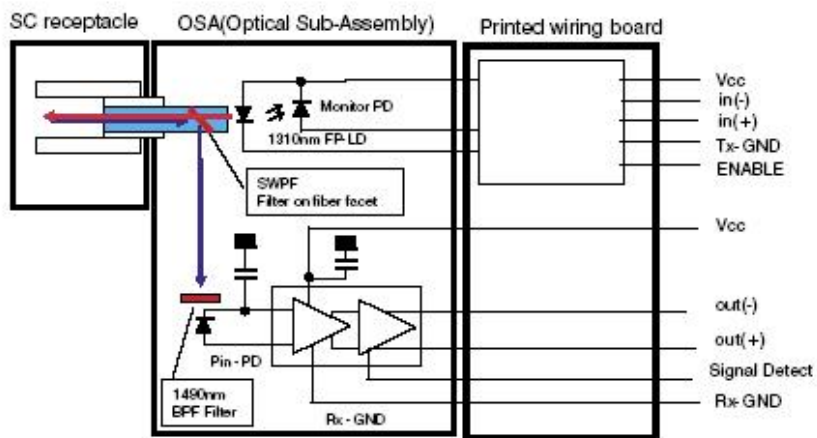 SC receptacle
OSA(Optical Sub-Assembly)
Printed wiring board
Vcc
in(-)
in(+)
Tx-GND
ENABLE
Monitor PD
1310nm FP-LD
SWPF
Filter on fiber facet
Vcc
out(-)
out(+)
Signal Detect
Rx-GND
Pin-PD
1490nm
BPF Filter
Rx-GND